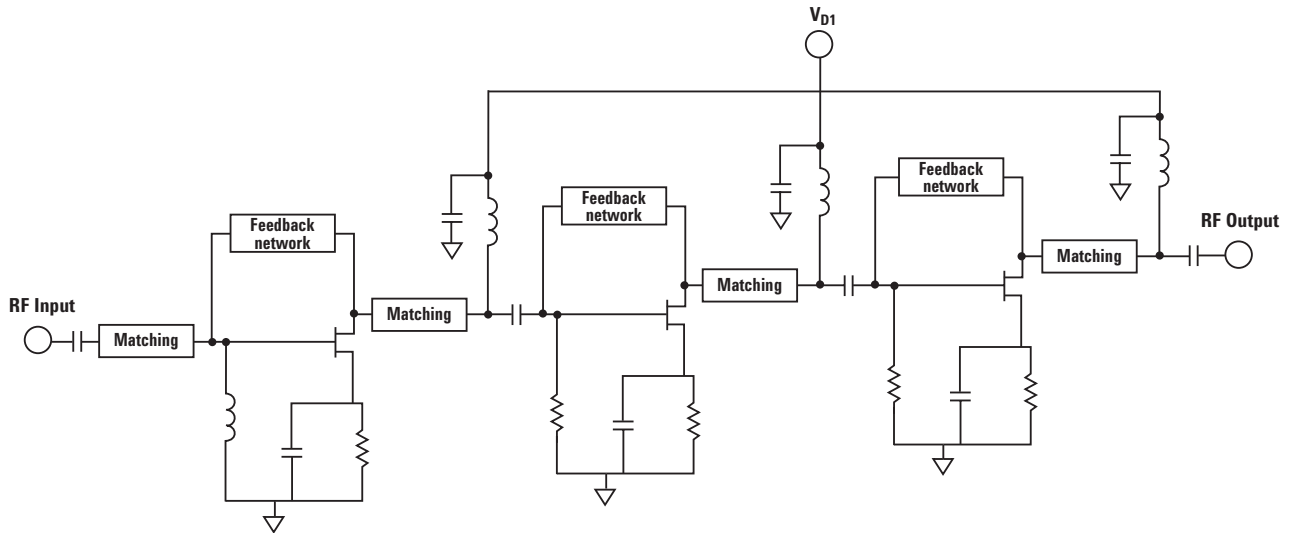 V_D1
Feedback
network
Feedback
network
Feedback
network
RF Output
Matching
Matching
RF Input
Matching
Matching